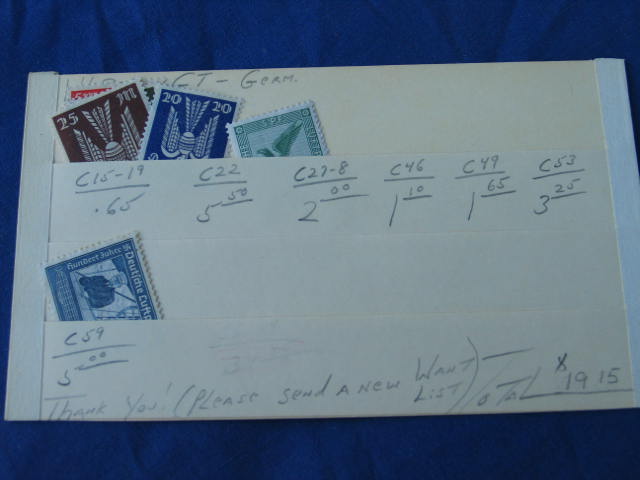 CT - Germ.
25 M
20 20
C15-19 C22 C27-8 C46 C49 C53
.65 5 50 2 00 1 10 1 65 3 25
Hundert Jahre
Deutsche Luft
C59
5 00
Thank You! (Please send a new Want List) Total 19 15